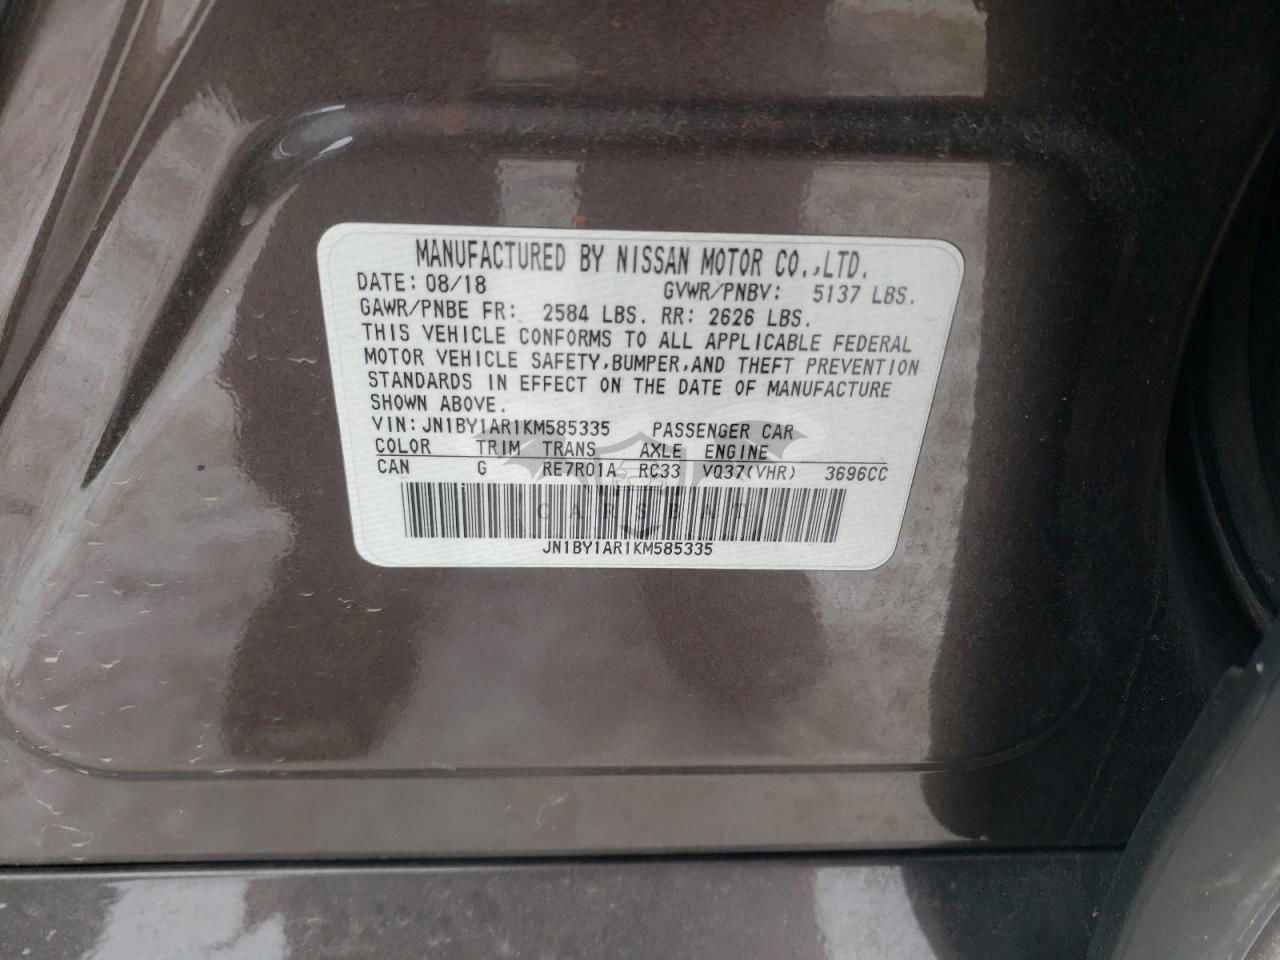 MANUFACTURED BY NISSAN MOTOR CO.,LTD.
DATE: 08/18 GVWR/PNBV: 5137 LBS.
GAWR/PNBE FR: 2584 LBS. RR: 2626 LBS.
THIS VEHICLE CONFORMS TO ALL APPLICABLE FEDERAL
MOTOR VEHICLE SAFETY,BUMPER,AND THEFT PREVENTION
STANDARDS IN EFFECT ON THE DATE OF MANUFACTURE
SHOWN ABOVE.
VIN:JN1BY1AR1KM585335 PASSENGER CAR
COLOR TRIM TRANS AXLE ENGINE
CAN G RE7R01A RC33 VQ37(VHR) 3696CC
CARSBAT
JN1BY1AR1KM585335